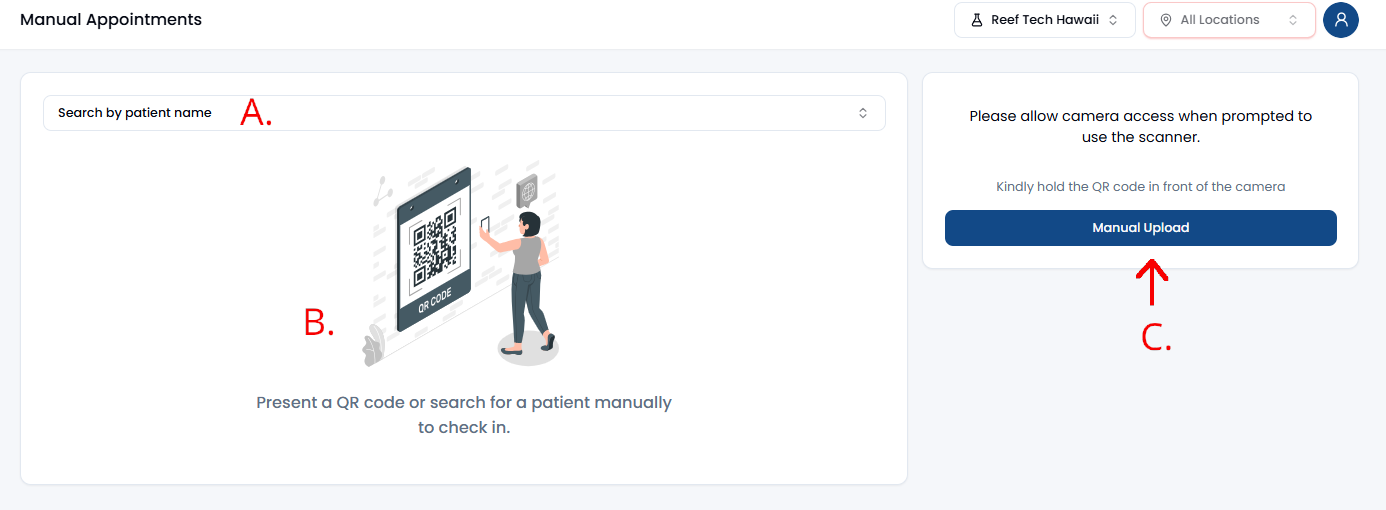 Manual Appointments
Reef Tech Hawaii
All Locations
Search by patient name
A.
QR CODE
B.
Present a QR code or search for a patient manually
to check in.
Please allow camera access when prompted to
use the scanner.
Kindly hold the QR code in front of the camera
Manual Upload
C.